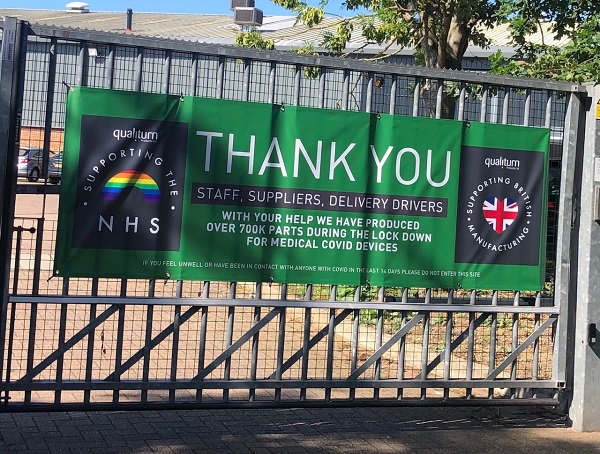 qualitum
SUPPORTING THE
NHS
THANK YOU
STAFF, SUPPLIERS, DELIVERY DRIVERS
WITH YOUR HELP WE HAVE PRODUCED
OVER 700K PARTS DURING THE LOCK DOWN
FOR MEDICAL COVID DEVICES
IF YOU FEEL UNWELL OR HAVE BEEN IN CONTACT WITH ANYONE WITH COVID IN THE LAST 14 DAYS PLEASE DO NOT ENTER THIS SITE
qualitum
SUPPORTING BRITISH
MANUFACTURING